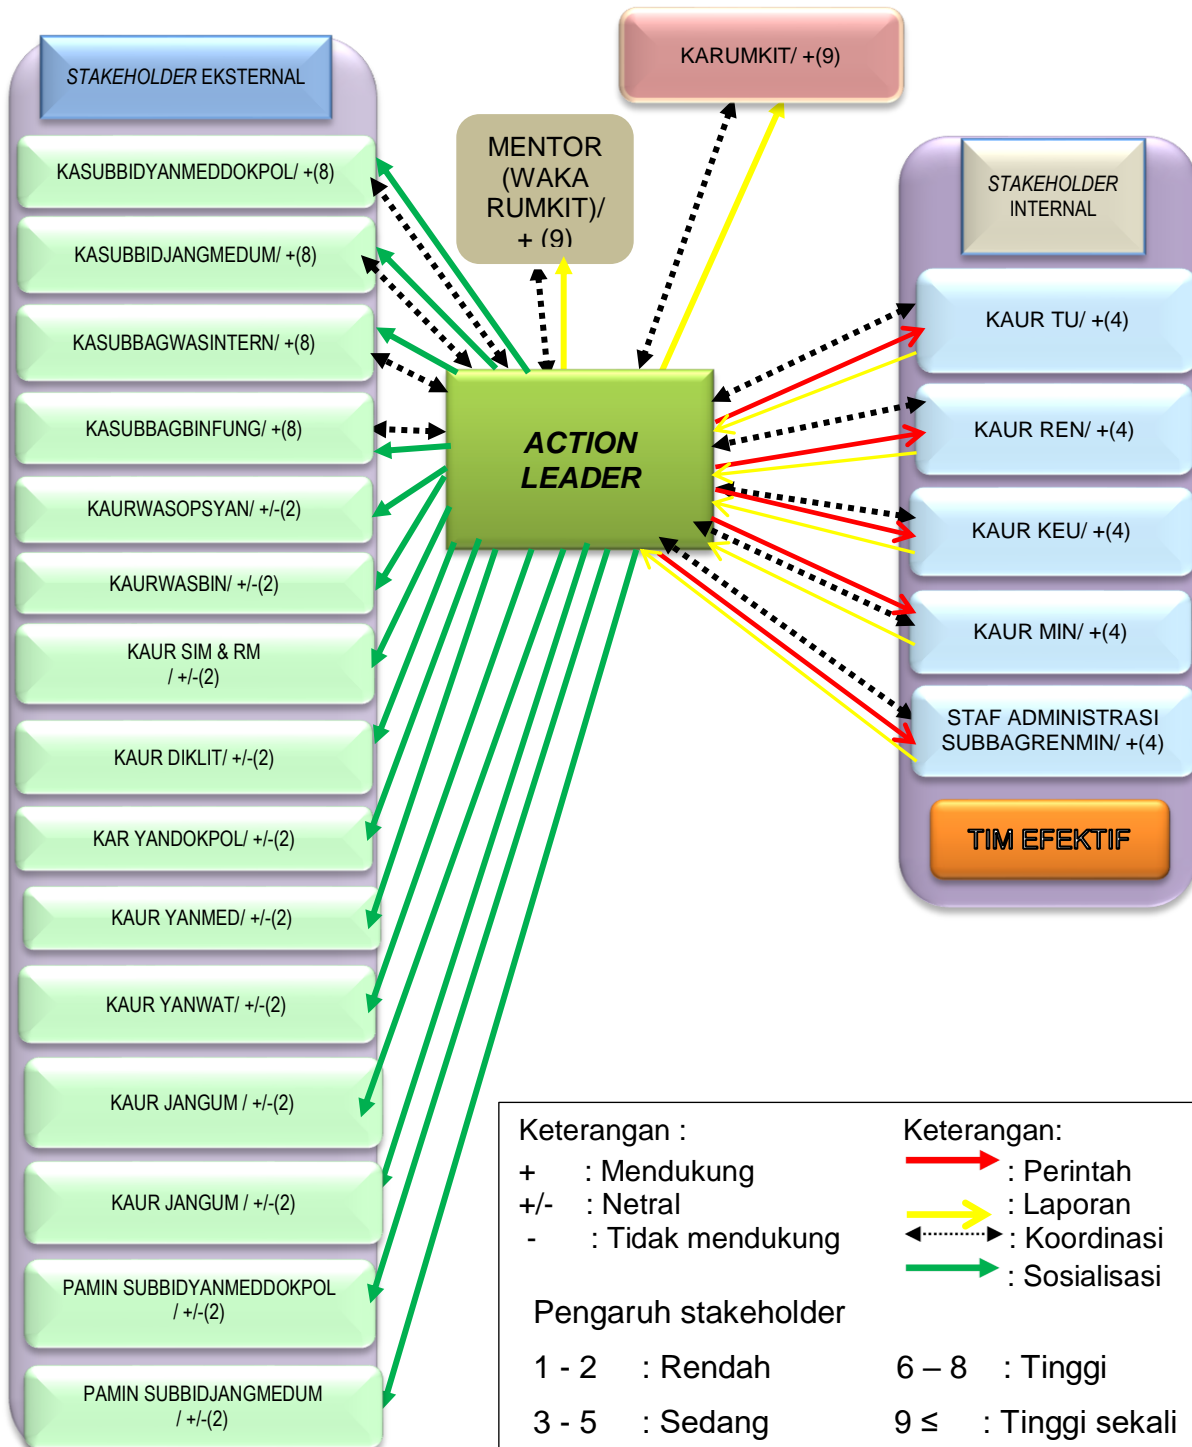 STAKEHOLDER EKSTERNAL
KASUBBIDYANMEDDOKPOL/ +(8)
KASUBBIDJANGMEDUM/ +(8)
KASUBBAGWASINTERN/ +(8)
KASUBBAGBINFUNG/ +(8)
KAURWASOPSYAN/ +/-(2)
KAURWASBIN/ +/-(2)
KAUR SIM & RM
/ +/-(2)
KAUR DIKLIT/ +/-(2)
KAR YANDOKPOL/ +/-(2)
KAUR YANMED/ +/-(2)
KAUR YANWAT/ +/-(2)
KAUR JANGUM / +/-(2)
KAUR JANGUM / +/-(2)
PAMIN SUBBIDYANMEDDOKPOL
/ +/-(2)
PAMIN SUBBIDJANGMEDUM
/ +/-(2)
MENTOR
(WAKA
RUMKIT)/
+ (9)
KARUMKIT/ +(9)
ACTION
LEADER
STAKEHOLDER
INTERNAL
KAUR TU/ +(4)
KAUR REN/ +(4)
KAUR KEU/ +(4)
KAUR MIN/ +(4)
STAF ADMINISTRASI
SUBBAGRENMIN/ +(4)
TIM EFEKTIF
Keterangan :
+ : Mendukung
+/- : Netral
- : Tidak mendukung
Keterangan:
: Perintah
: Laporan
: Koordinasi
: Sosialisasi
Pengaruh stakeholder
1 - 2 : Rendah
3 - 5 : Sedang
6 – 8 : Tinggi
9 ≤ : Tinggi sekali